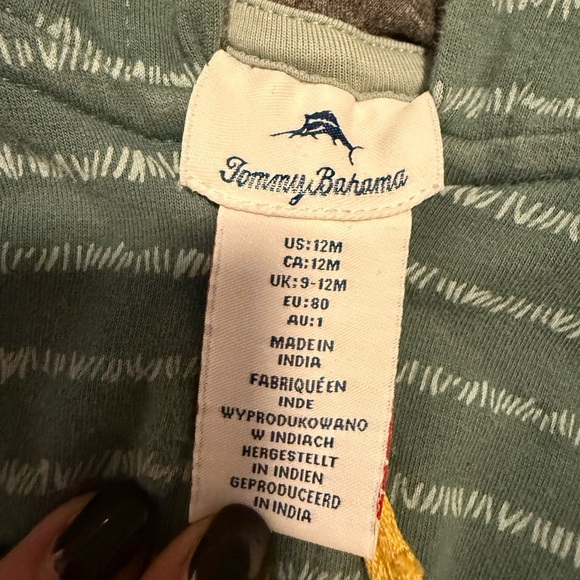 Tommy Bahama
US:12M
CA:12M
UK:9-12M
EU:80
AU:1
MADE IN
INDIA
FABRIQUÉ EN
INDE
WYPRODUKOWANO
W INDIACH
HERGESTELLT
IN INDIEN
GEPRODUCEERD
IN INDIA